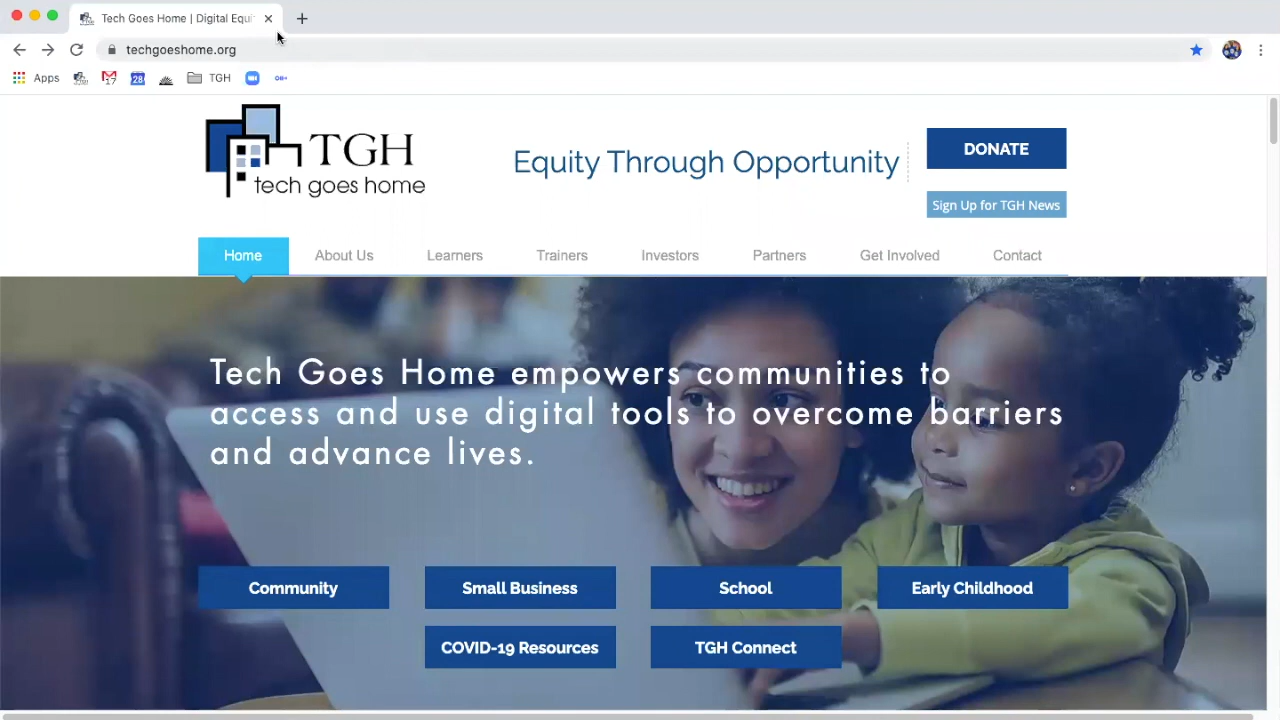 Tech Goes Home | Digital Equi
techgoeshome.org
Apps
17
28
TGH
TGH
tech goes home
Equity Through Opportunity
DONATE
Sign Up for TGH News
Home
About Us
Learners
Trainers
Investors
Partners
Get Involved
Contact
Tech Goes Home empowers communities to
access and use digital tools to overcome barriers
and advance lives.
Community
Small Business
School
Early Childhood
COVID-19 Resources
TGH Connect